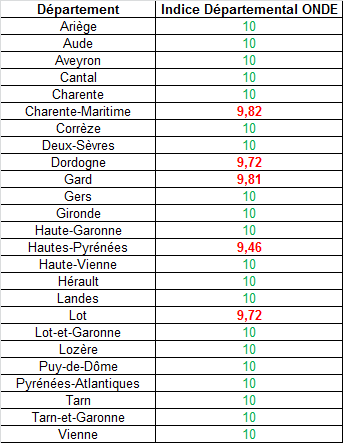 Département Indice Départemental ONDE
Ariège 10
Aude 10
Aveyron 10
Cantal 10
Charente 10
Charente-Maritime 9,82
Corrèze 10
Deux-Sèvres 10
Dordogne 9,72
Gard 9,81
Gers 10
Gironde 10
Haute-Garonne 10
Hautes-Pyrénées 9,46
Haute-Vienne 10
Hérault 10
Landes 10
Lot 9,72
Lot-et-Garonne 10
Lozère 10
Puy-de-Dôme 10
Pyrénées-Atlantiques 10
Tarn 10
Tarn-et-Garonne 10
Vienne 10